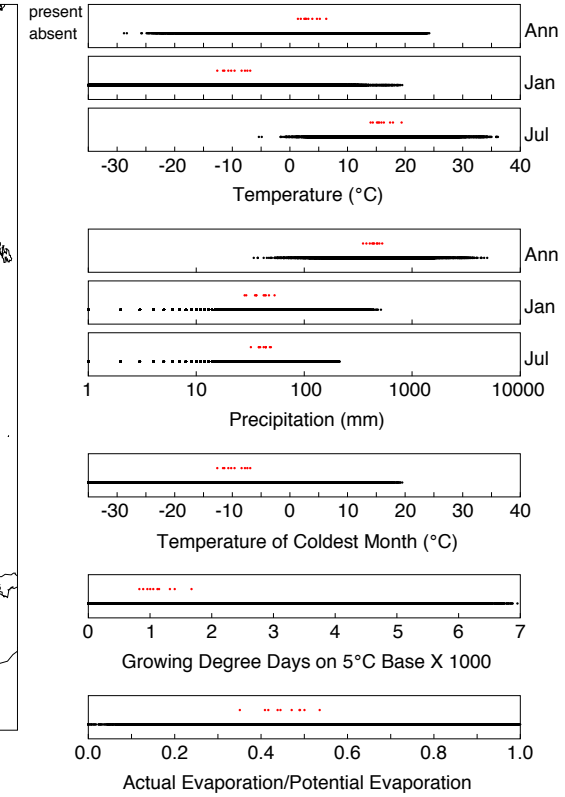 present
absent
Ann
Jan
Jul
-30 -20 -10 0 10 20 30 40
Temperature (°C)
Ann
Jan
Jul
1 10 100 1000 10000
Precipitation (mm)
-30 -20 -10 0 10 20 30 40
Temperature of Coldest Month (°C)
0 1 2 3 4 5 6 7
Growing Degree Days on 5°C Base X 1000
0.0 0.2 0.4 0.6 0.8 1.0
Actual Evaporation/Potential Evaporation